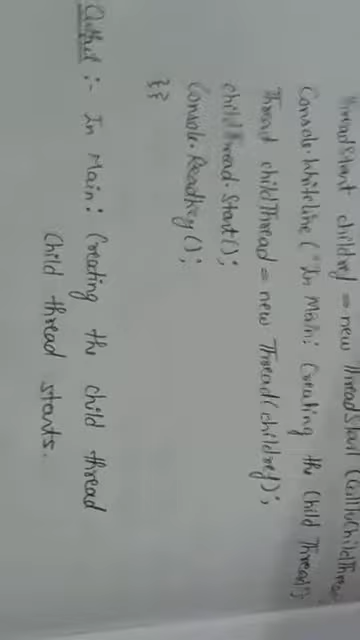 ThreadStart childref = new ThreadStart (CallToChildThrea
Console.WriteLine ("In Main: Creating the Child Thread")
Thread childThread = new Thread(childref);
childThread.Start();
Console.ReadKey();
}}
Output :- In Main: Creating the child thread
Child thread starts.